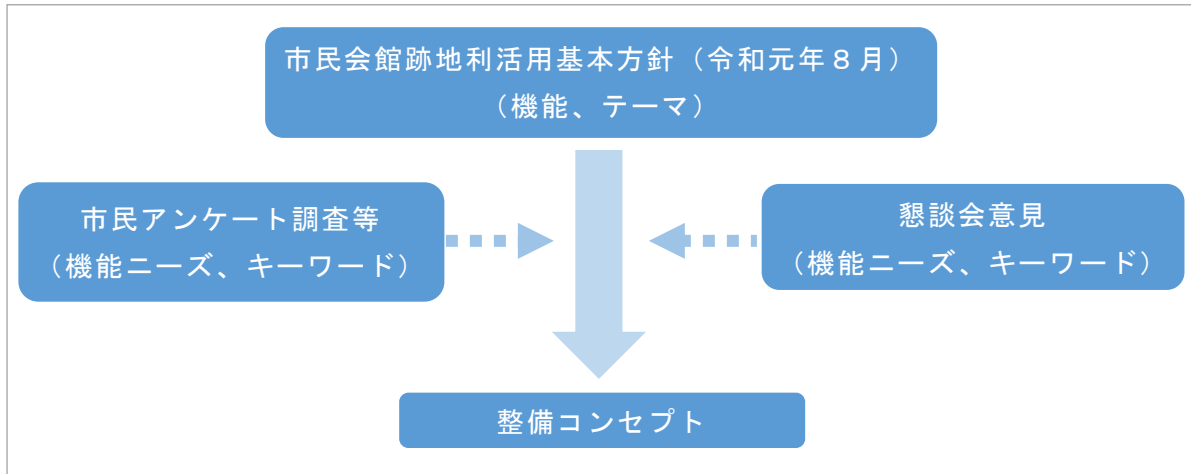 市民会館跡地利活用基本方針（令和元年８月）
（機能、テーマ）
市民アンケート調査等
（機能ニーズ、キーワード）
懇談会意見
（機能ニーズ、キーワード）
整備コンセプト